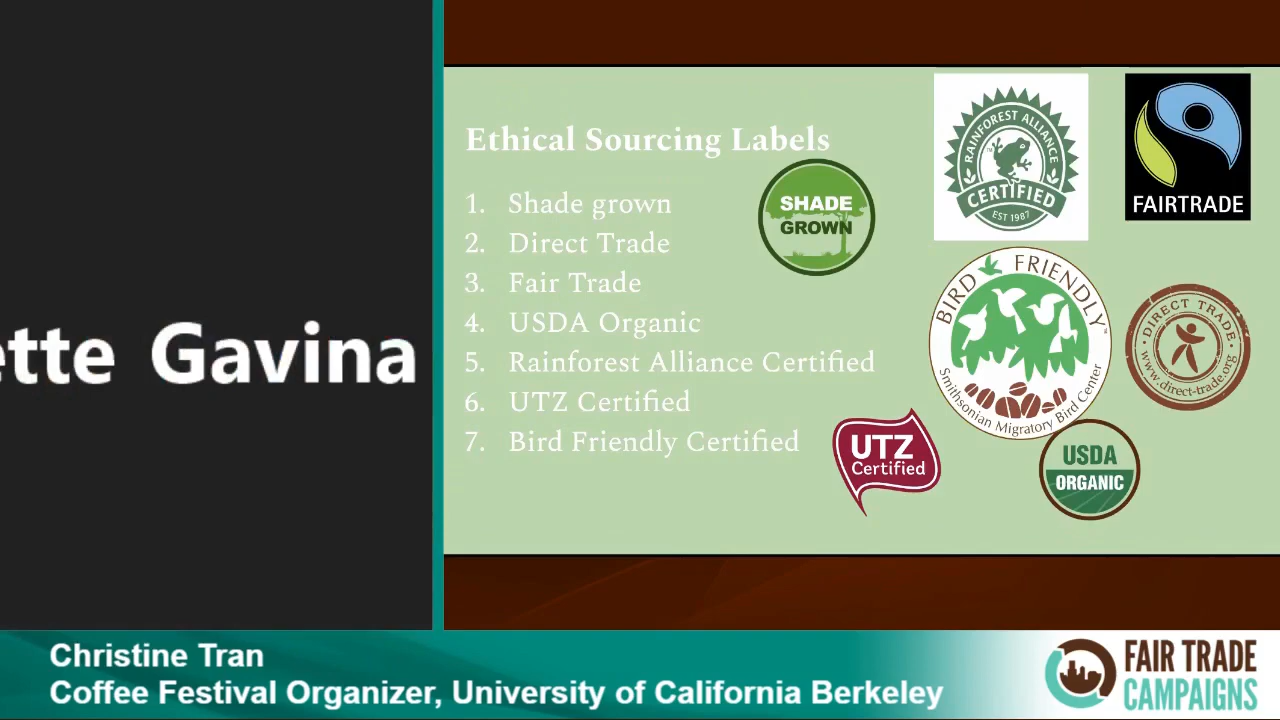 ette Gavina
Ethical Sourcing Labels
1. Shade grown
2. Direct Trade
3. Fair Trade
4. USDA Organic
5. Rainforest Alliance Certified
6. UTZ Certified
7. Bird Friendly Certified
SHADE
GROWN
RAINFOREST ALLIANCE
TM
CERTIFIED
EST 1987
FAIRTRADE
BIRD FRIENDLY™
Smithsonian Migratory Bird Center
DIRECT TRADE
www.direct-trade.org
UTZ
Certified
USDA
ORGANIC
Christine Tran
Coffee Festival Organizer, University of California Berkeley
FAIR TRADE
CAMPAIGNS